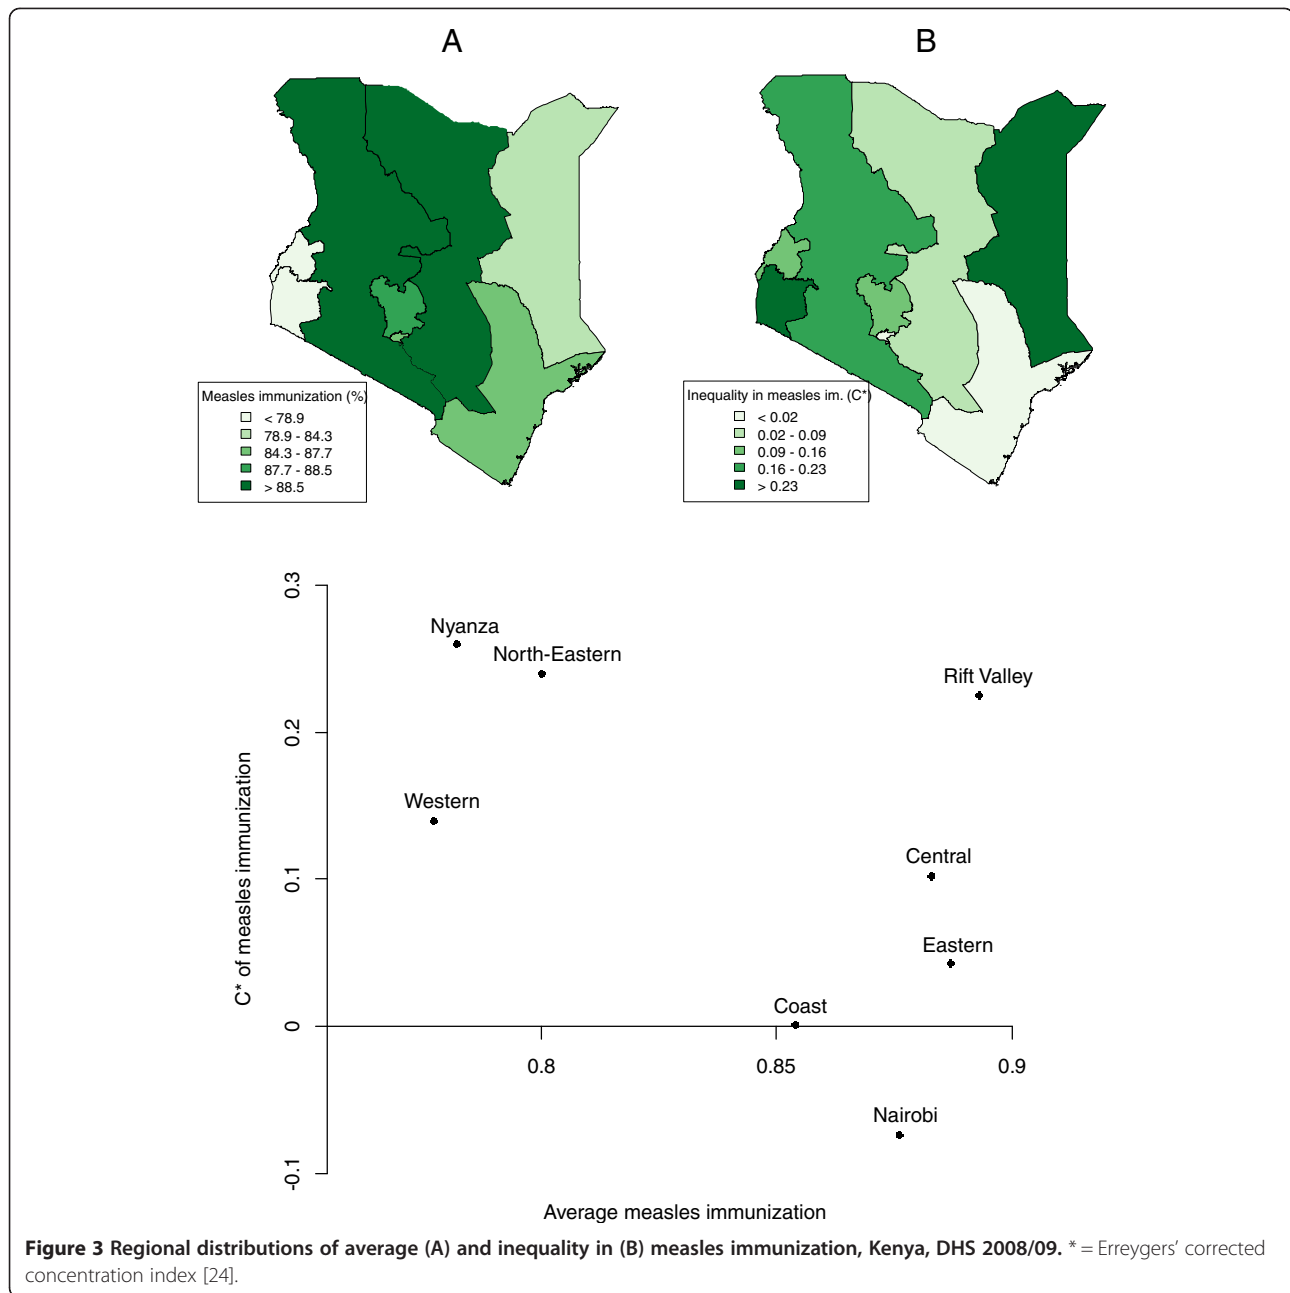 A
B
Measles immunization (%)
< 78.9
78.9 - 84.3
84.3 - 87.7
87.7 - 88.5
> 88.5
Inequality in measles im. (C*)
< 0.02
0.02 - 0.09
0.09 - 0.16
0.16 - 0.23
> 0.23
0.3
0.2
0.1
0
-0.1
C* of measles immunization
Nyanza
North-Eastern
Rift Valley
Western
Central
Eastern
Coast
0.8
0.85
0.9
Nairobi
Average measles immunization
Figure 3 Regional distributions of average (A) and inequality in (B) measles immunization, Kenya, DHS 2008/09. * = Erreygers' corrected
concentration index [24].